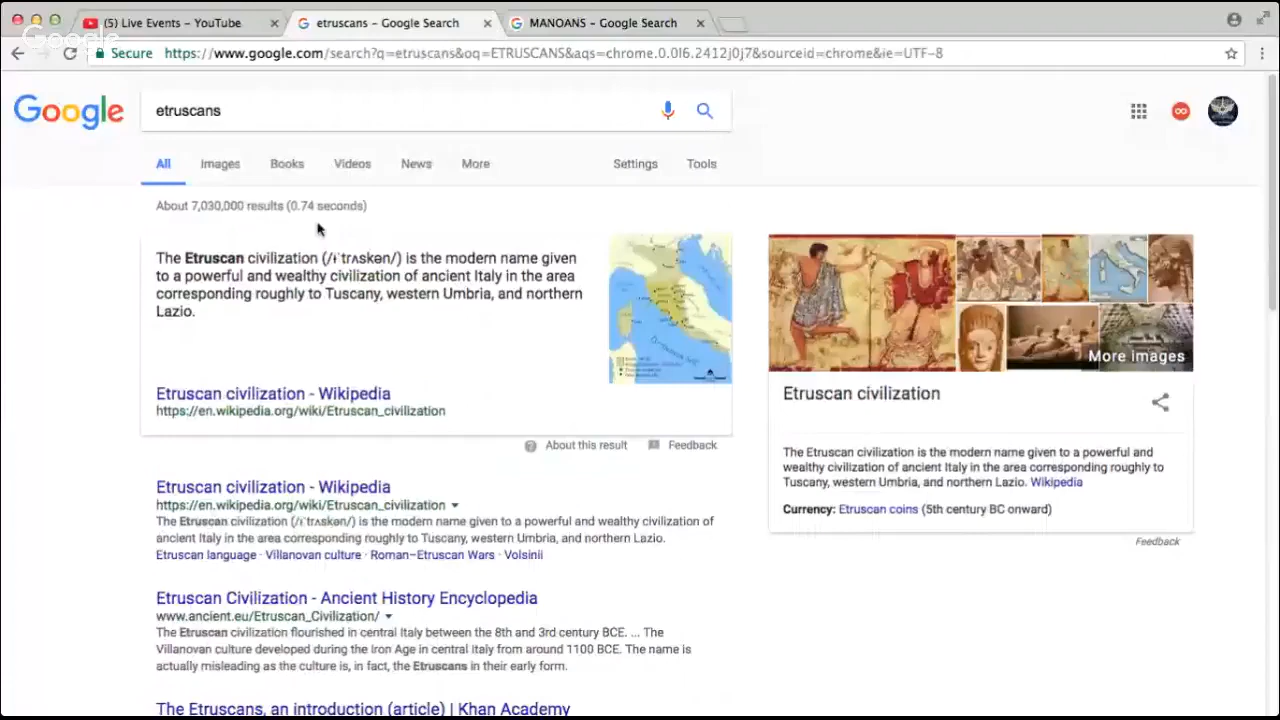 (5) Live Events - YouTube
etruscans - Google Search
MANOANS - Google Search
Google
Secure https://www.google.com/search?q=etruscans&oq=ETRUSCANS&aqs=chrome.0.0l6.2412j0j7&sourceid=chrome&ie=UTF-8
Google
etruscans
All Images Books Videos News More Settings Tools
About 7,030,000 results (0.74 seconds)
The Etruscan civilization (/ɪˈtrʌskən/) is the modern name given
to a powerful and wealthy civilization of ancient Italy in the area
corresponding roughly to Tuscany, western Umbria, and northern
Lazio.
Etruscan civilization - Wikipedia
https://en.wikipedia.org/wiki/Etruscan_civilization
About this result Feedback
Etruscan civilization - Wikipedia
https://en.wikipedia.org/wiki/Etruscan_civilization
The Etruscan civilization (/ɪˈtrʌskən/) is the modern name given to a powerful and wealthy civilization of
ancient Italy in the area corresponding roughly to Tuscany, western Umbria, and northern Lazio.
Etruscan language · Villanovan culture · Roman–Etruscan Wars · Volsinii
Etruscan Civilization - Ancient History Encyclopedia
www.ancient.eu/Etruscan_Civilization/
The Etruscan civilization flourished in central Italy between the 8th and 3rd century BCE. ... The
Villanovan culture developed during the Iron Age in central Italy from around 1100 BCE. The name is
actually misleading as the culture is, in fact, the Etruscans in their early form.
The Etruscans, an introduction (article) | Khan Academy
More images
Etruscan civilization
The Etruscan civilization is the modern name given to a powerful and
wealthy civilization of ancient Italy in the area corresponding roughly to
Tuscany, western Umbria, and northern Lazio. Wikipedia
Currency: Etruscan coins (5th century BC onward)
Feedback